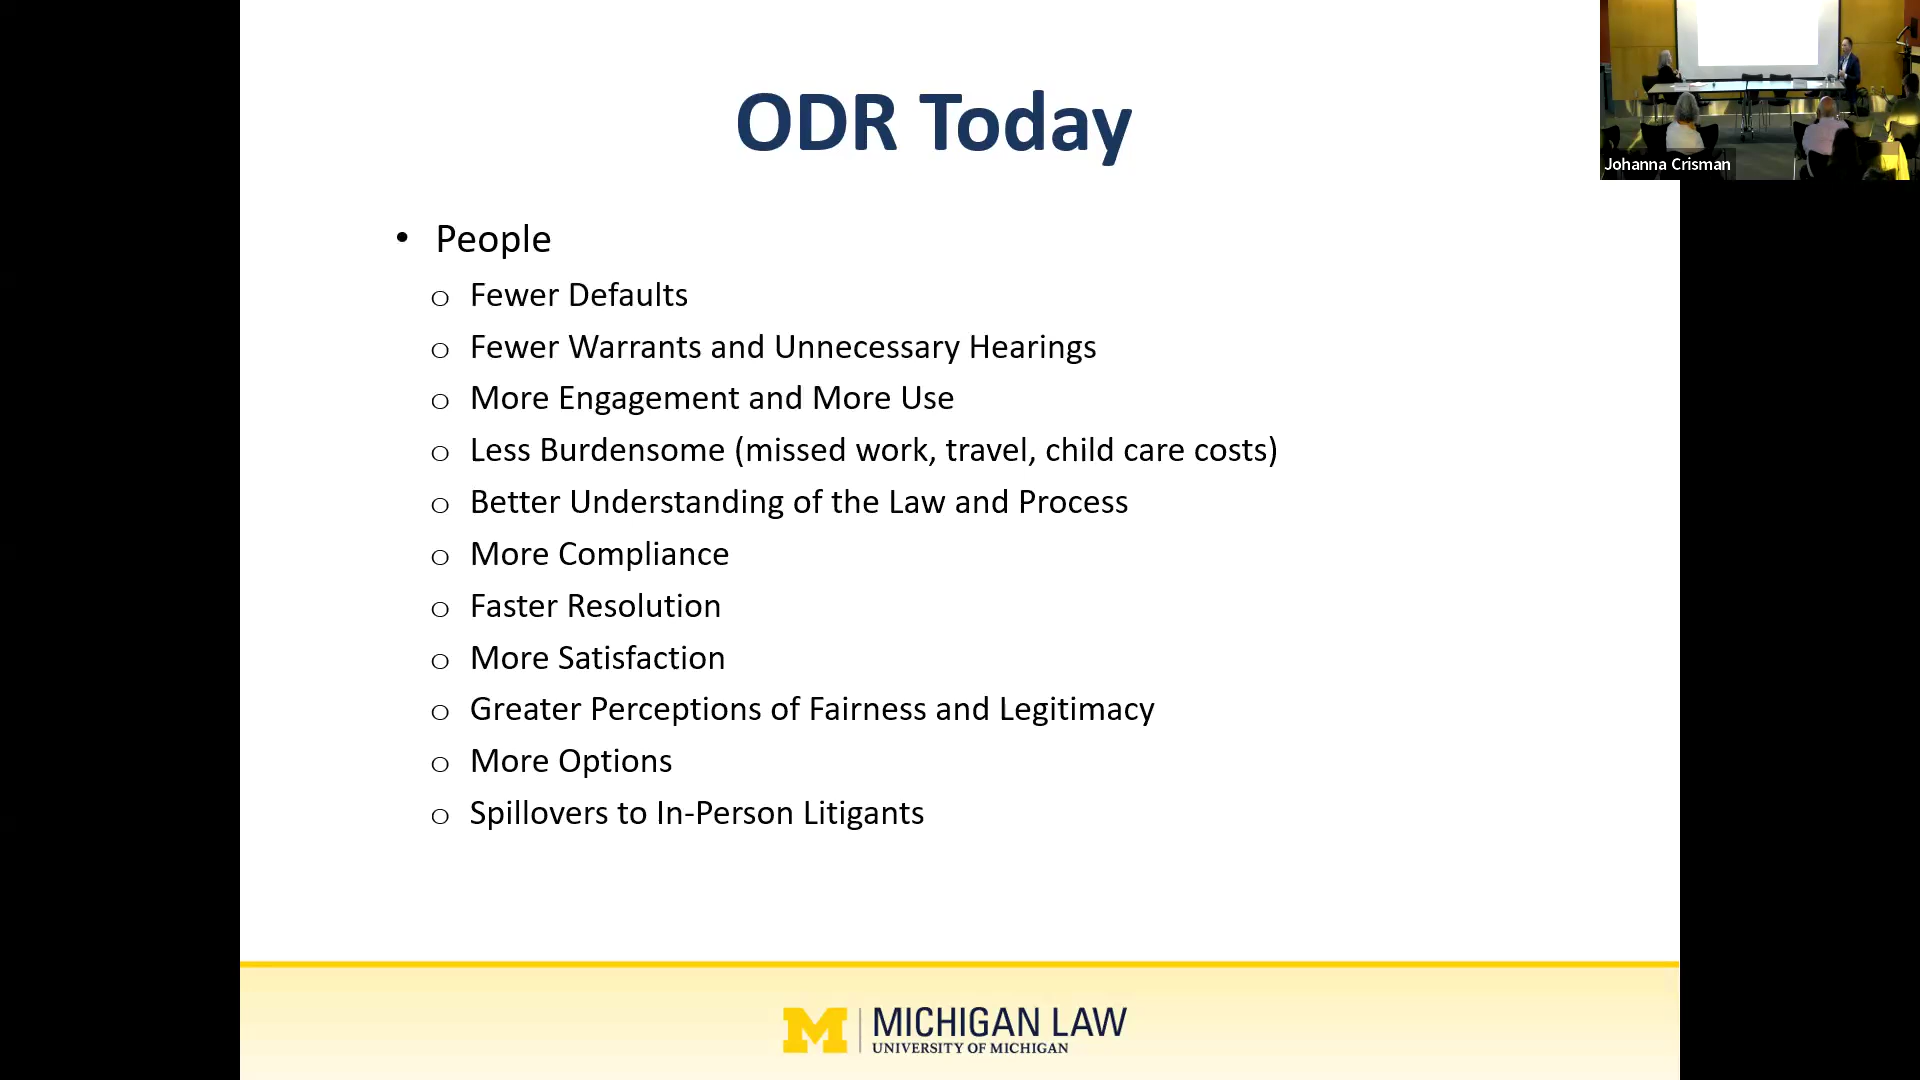 ODR Today
Johanna Crisman
• People
o Fewer Defaults
o Fewer Warrants and Unnecessary Hearings
o More Engagement and More Use
o Less Burdensome (missed work, travel, child care costs)
o Better Understanding of the Law and Process
o More Compliance
o Faster Resolution
o More Satisfaction
o Greater Perceptions of Fairness and Legitimacy
o More Options
o Spillovers to In-Person Litigants
M | MICHIGAN LAW
UNIVERSITY OF MICHIGAN